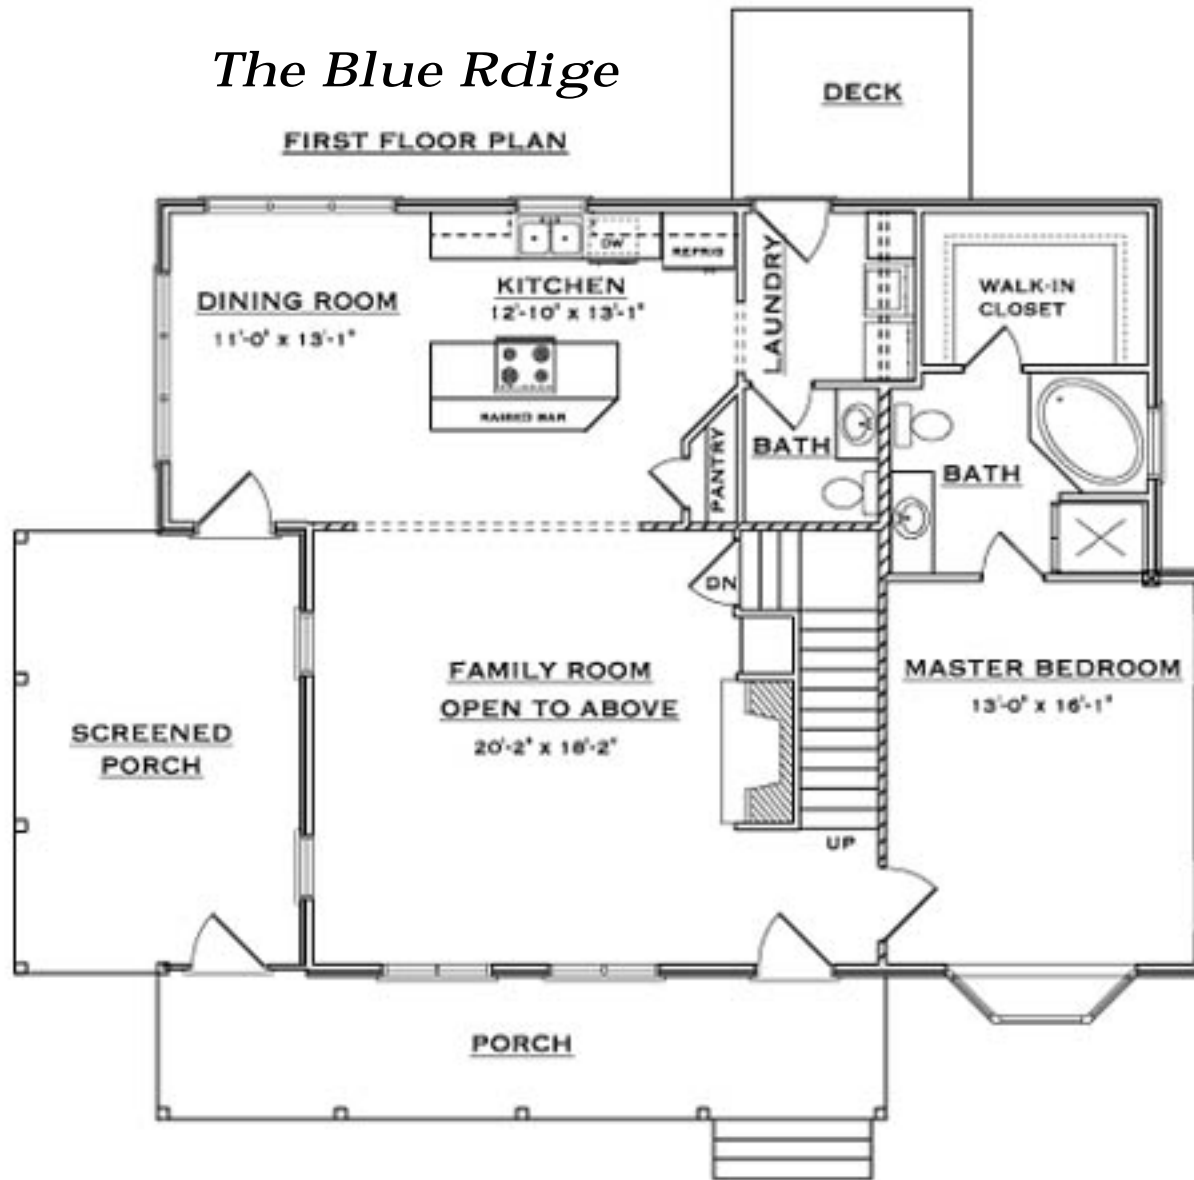 The Blue Rdige
FIRST FLOOR PLAN
DECK
DW
REFRIG
KITCHEN
12'-10" x 13'-1"
DINING ROOM
11'-0" x 13'-1"
LAUNDRY
WALK-IN
CLOSET
RAISED BAR
PANTRY
BATH
BATH
DN
FAMILY ROOM
OPEN TO ABOVE
20'-2" x 18'-2"
MASTER BEDROOM
13'-0" x 16'-1"
SCREENED
PORCH
UP
PORCH